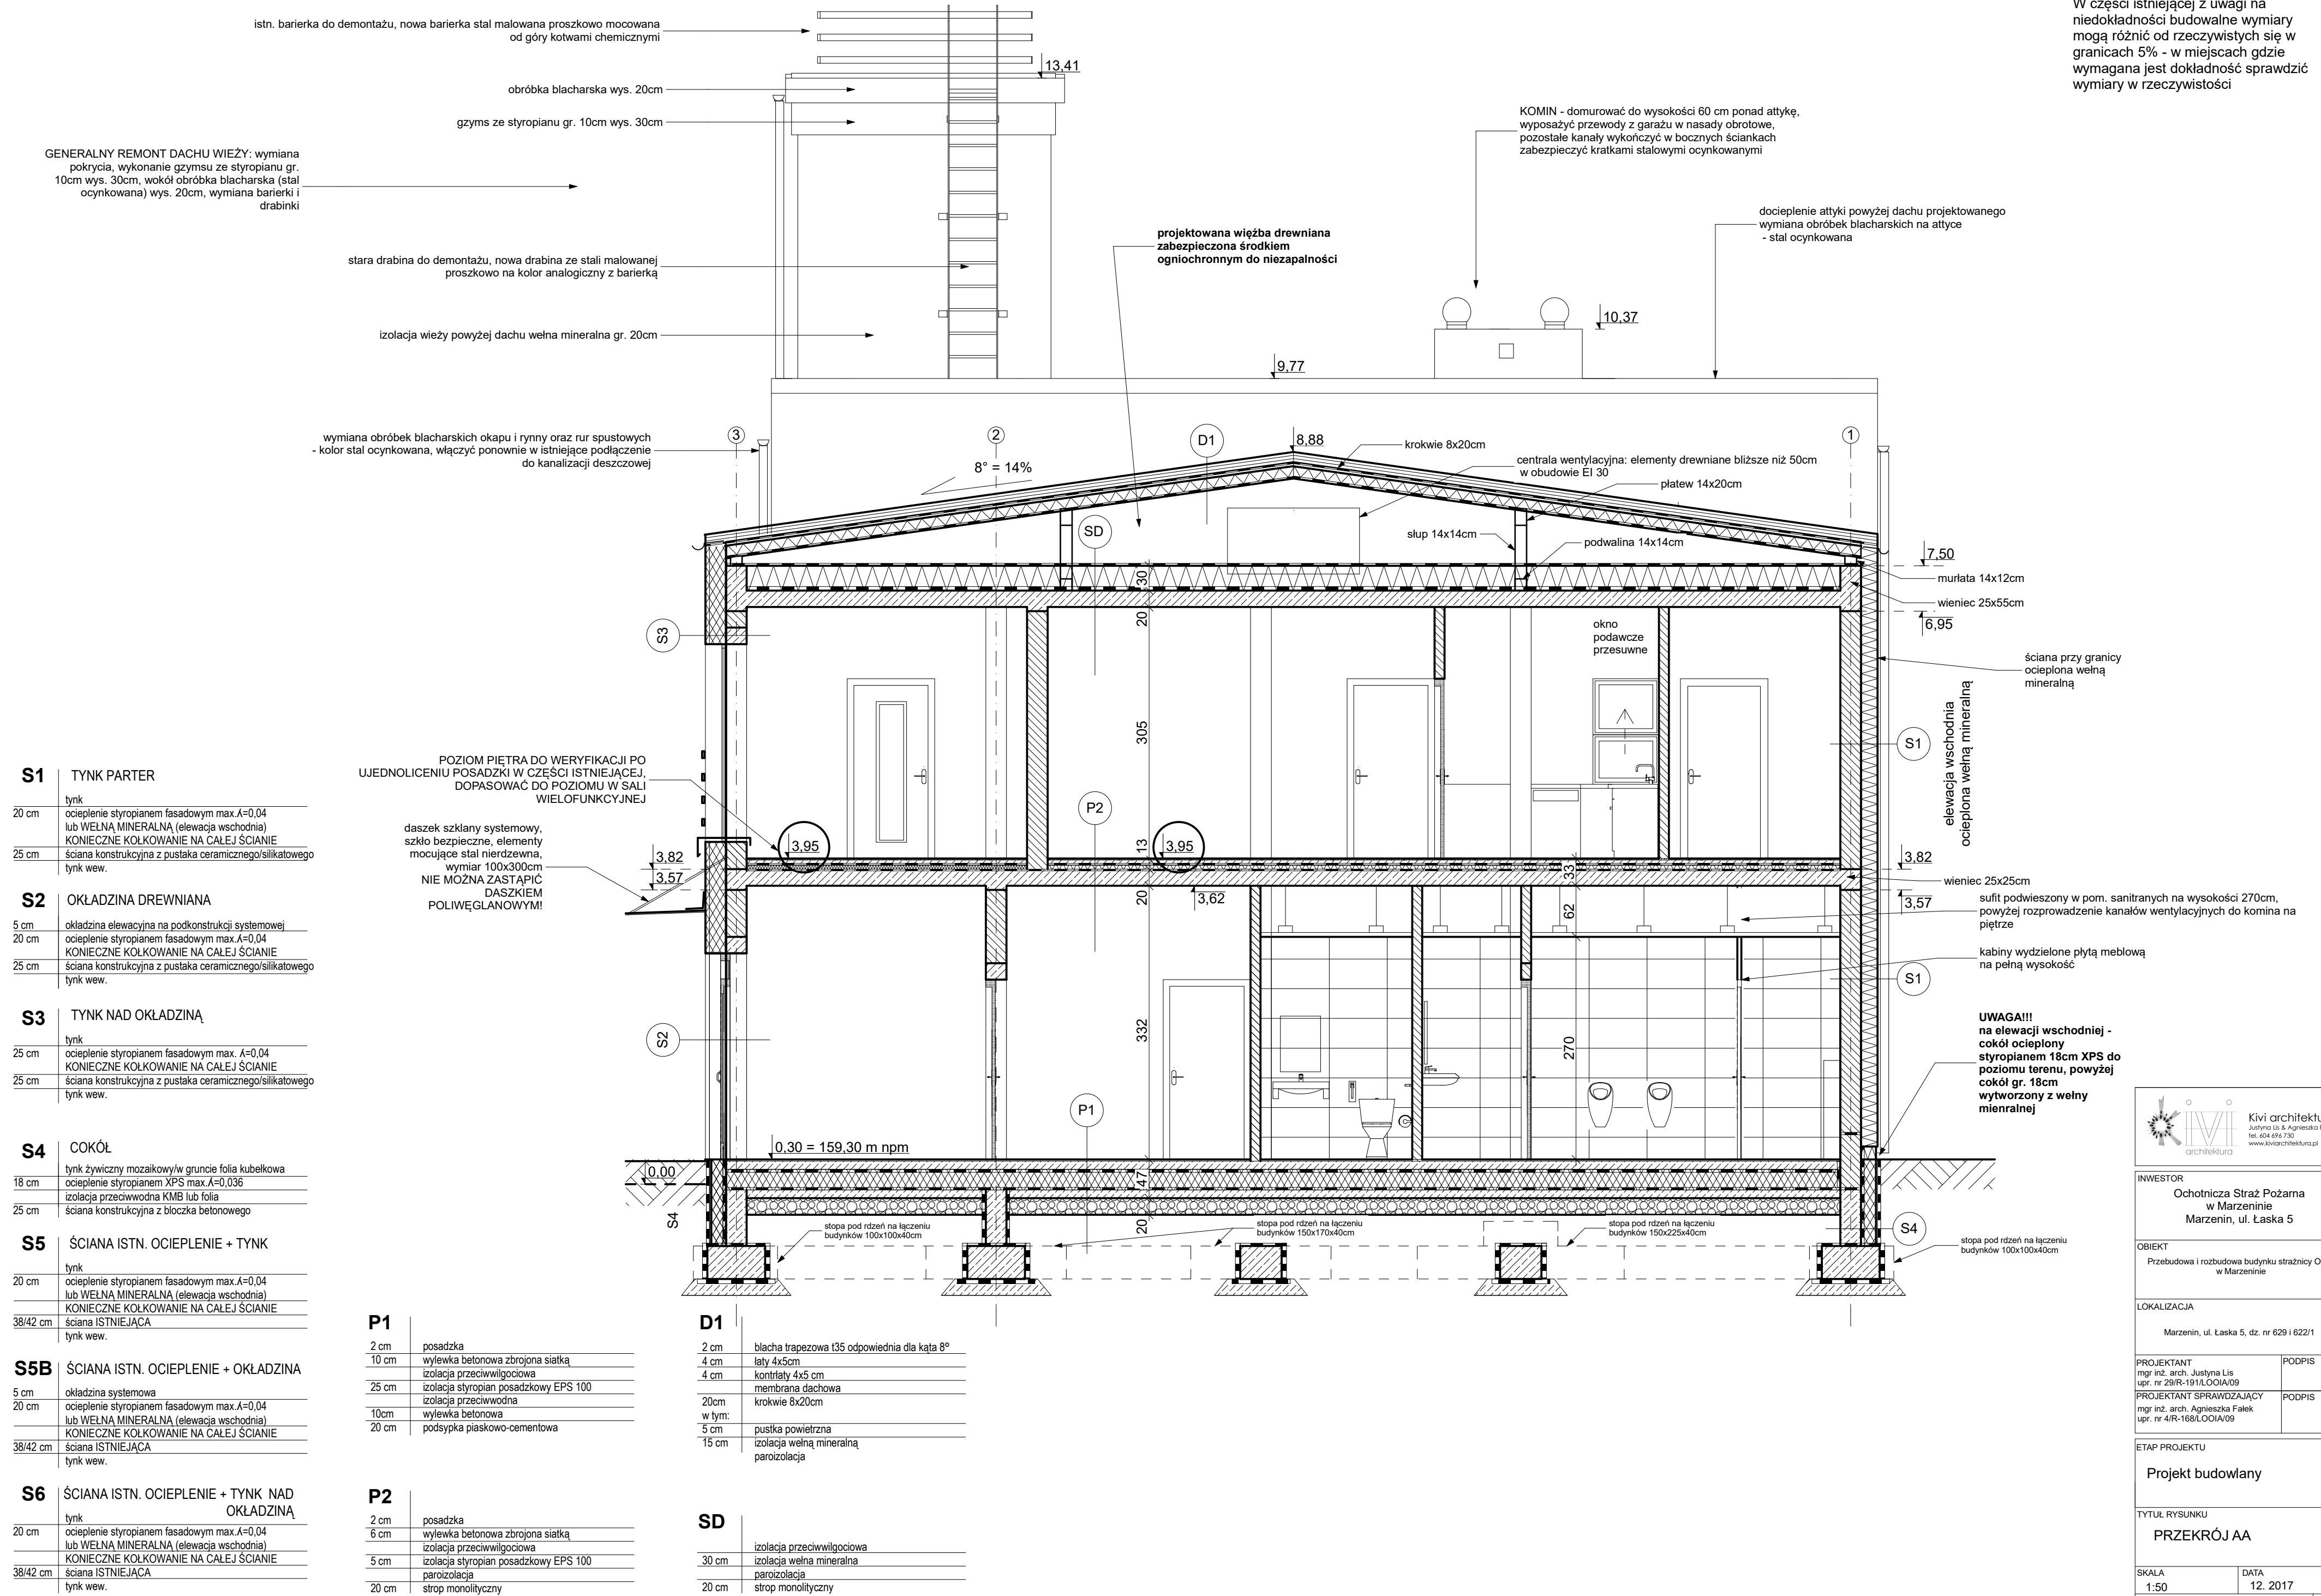 W części istniejącej z uwagi na
niedokładności budowalne wymiary
mogą różnić od rzeczywistych się w
granicach 5% - w miejscach gdzie
wymagana jest dokładność sprawdzić
wymiary w rzeczywistości
istn. barierka do demontażu, nowa barierka stal malowana proszkowo mocowana
od góry kotwami chemicznymi
13,41
obróbka blacharska wys. 20cm
gzyms ze styropianu gr. 10cm wys. 30cm
KOMIN - domurować do wysokości 60 cm ponad attykę,
wyposażyć przewody z garażu w nasady obrotowe,
pozostałe kanały wykończyć w bocznych ściankach
zabezpieczyć kratkami stalowymi ocynkowanymi
GENERALNY REMONT DACHU WIEŻY: wymiana
pokrycia, wykonanie gzymsu ze styropianu gr.
10cm wys. 30cm, wokół obróbka blacharska (stal
ocynkowana) wys. 20cm, wymiana barierki i
drabinki
docieplenie attyki powyżej dachu projektowanego
wymiana obróbek blacharskich na attyce
- stal ocynkowana
projektowana więźba drewniana
zabezpieczona środkiem
ogniochronnym do niezapalności
stara drabina do demontażu, nowa drabina ze stali malowanej
proszkowo na kolor analogiczny z barierką
izolacja wieży powyżej dachu wełna mineralna gr. 20cm
10,37
9,77
wymiana obróbek blacharskich okapu i rynny oraz rur spustowych
- kolor stal ocynkowana, włączyć ponownie w istniejące podłączenie
do kanalizacji deszczowej
3
2
D1
8,88
1
8° = 14%
krokwie 8x20cm
centrala wentylacyjna: elementy drewniane bliższe niż 50cm
w obudowie EI 30
płatew 14x20cm
SD
słup 14x14cm
podwalina 14x14cm
7,50
murłata 14x12cm
wieniec 25x55cm
6,95
30
20
S3
okno
podawcze
przesuwne
ściana przy granicy
ocieplona wełną
mineralną
elewacja wschodnia
ocieplona wełną mineralną
305
S1
POZIOM PIĘTRA DO WERYFIKACJI PO
UJEDNOLICENIU POSADZKI W CZĘŚCI ISTNIEJĄCEJ,
DOPASOWAĆ DO POZIOMU W SALI
WIELOFUNKCYJNEJ
P2
daszek szklany systemowy,
szkło bezpieczne, elementy
mocujące stal nierdzewna,
wymiar 100x300cm
NIE MOŻNA ZASTĄPIĆ
DASZKIEM
POLIWĘGLANOWYM!
3,95
13
3,95
3,82
3,57
33
3,82
wieniec 25x25cm
3,57
20
3,62
62
sufit podwieszony w pom. sanitranych na wysokości 270cm,
powyżej rozprowadzenie kanałów wentylacyjnych do komina na
piętrze
kabiny wydzielone płytą meblową
na pełną wysokość
S1
UWAGA!!!
na elewacji wschodniej -
cokół ocieplony
styropianem 18cm XPS do
poziomu terenu, powyżej
cokół gr. 18cm
wytworzony z wełny
mienralnej
S2
332
270
P1
0,30 = 159,30 m npm
0,00
47
20
S4
S4
stopa pod rdzeń na łączeniu
budynków 100x100x40cm
stopa pod rdzeń na łączeniu
budynków 150x170x40cm
stopa pod rdzeń na łączeniu
budynków 150x225x40cm
stopa pod rdzeń na łączeniu
budynków 100x100x40cm
S1 TYNK PARTER
tynk
20 cm ocieplenie styropianem fasadowym max.ʎ=0,04
lub WEŁNĄ MINERALNĄ (elewacja wschodnia)
KONIECZNE KOŁKOWANIE NA CAŁEJ ŚCIANIE
25 cm ściana konstrukcyjna z pustaka ceramicznego/silikatowego
tynk wew.
S2 OKŁADZINA DREWNIANA
5 cm okładzina elewacyjna na podkonstrukcji systemowej
20 cm ocieplenie styropianem fasadowym max.ʎ=0,04
KONIECZNE KOŁKOWANIE NA CAŁEJ ŚCIANIE
25 cm ściana konstrukcyjna z pustaka ceramicznego/silikatowego
tynk wew.
S3 TYNK NAD OKŁADZINĄ
tynk
25 cm ocieplenie styropianem fasadowym max. ʎ=0,04
KONIECZNE KOŁKOWANIE NA CAŁEJ ŚCIANIE
25 cm ściana konstrukcyjna z pustaka ceramicznego/silikatowego
tynk wew.
S4 COKÓŁ
tynk żywiczny mozaikowy/w gruncie folia kubełkowa
18 cm ocieplenie styropianem XPS max.ʎ=0,036
izolacja przeciwwodna KMB lub folia
25 cm ściana konstrukcyjna z bloczka betonowego
S5 ŚCIANA ISTN. OCIEPLENIE + TYNK
tynk
20 cm ocieplenie styropianem fasadowym max.ʎ=0,04
lub WEŁNĄ MINERALNĄ (elewacja wschodnia)
KONIECZNE KOŁKOWANIE NA CAŁEJ ŚCIANIE
38/42 cm ściana ISTNIEJĄCA
tynk wew.
S5B ŚCIANA ISTN. OCIEPLENIE + OKŁADZINA
5 cm okładzina systemowa
20 cm ocieplenie styropianem fasadowym max.ʎ=0,04
lub WEŁNĄ MINERALNĄ (elewacja wschodnia)
KONIECZNE KOŁKOWANIE NA CAŁEJ ŚCIANIE
38/42 cm ściana ISTNIEJĄCA
tynk wew.
S6 ŚCIANA ISTN. OCIEPLENIE + TYNK NAD
OKŁADZINĄ
tynk
20 cm ocieplenie styropianem fasadowym max.ʎ=0,04
lub WEŁNĄ MINERALNĄ (elewacja wschodnia)
KONIECZNE KOŁKOWANIE NA CAŁEJ ŚCIANIE
38/42 cm ściana ISTNIEJĄCA
tynk wew.
P1
2 cm posadzka
10 cm wylewka betonowa zbrojona siatką
izolacja przeciwwilgociowa
25 cm izolacja styropian posadzkowy EPS 100
izolacja przeciwwodna
10cm wylewka betonowa
20 cm podsypka piaskowo-cementowa
P2
2 cm posadzka
6 cm wylewka betonowa zbrojona siatką
izolacja przeciwwilgociowa
5 cm izolacja styropian posadzkowy EPS 100
paroizolacja
20 cm strop monolityczny
D1
2 cm blacha trapezowa t35 odpowiednia dla kąta 8º
4 cm łaty 4x5cm
4 cm kontrłaty 4x5 cm
membrana dachowa
20cm krokwie 8x20cm
w tym:
5 cm pustka powietrzna
15 cm izolacja wełną mineralną
paroizolacja
SD
izolacja przeciwwilgociowa
30 cm izolacja wełna mineralna
paroizolacja
20 cm strop monolityczny
iVi
architektura
Kivi architektu
Justyna Lis & Agnieszka
tel. 604 696 730
www.kiviarchitektura.pl
INWESTOR
Ochotnicza Straż Pożarna
w Marzeninie
Marzenin, ul. Łaska 5
OBIEKT
Przebudowa i rozbudowa budynku strażnicy O
w Marzeninie
LOKALIZACJA
Marzenin, ul. Łaska 5, dz. nr 629 i 622/1
PROJEKTANT PODPIS
mgr inż. arch. Justyna Lis
upr. nr 29/R-191/LOOIA/09
PROJEKTANT SPRAWDZAJĄCY PODPIS
mgr inż. arch. Agnieszka Fałek
upr. nr 4/R-168/LOOIA/09
ETAP PROJEKTU
Projekt budowlany
TYTUŁ RYSUNKU
PRZEKRÓJ AA
SKALA DATA
1:50 12. 2017